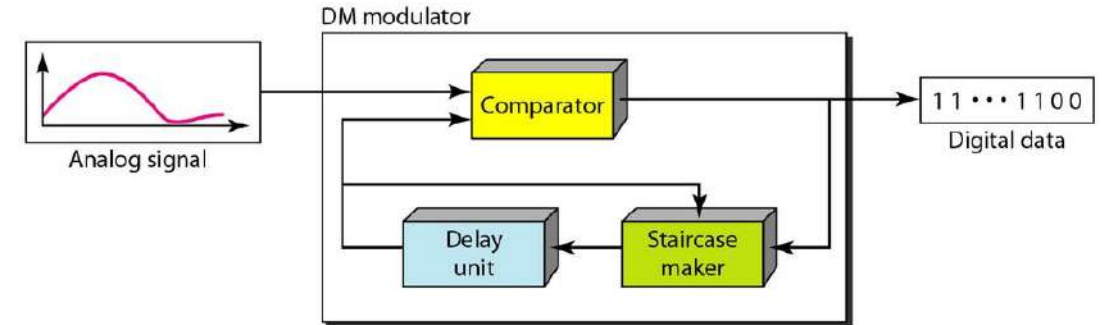 DM modulator
Analog signal
Comparator
11···1100
Digital data
Delay
unit
Staircase
maker